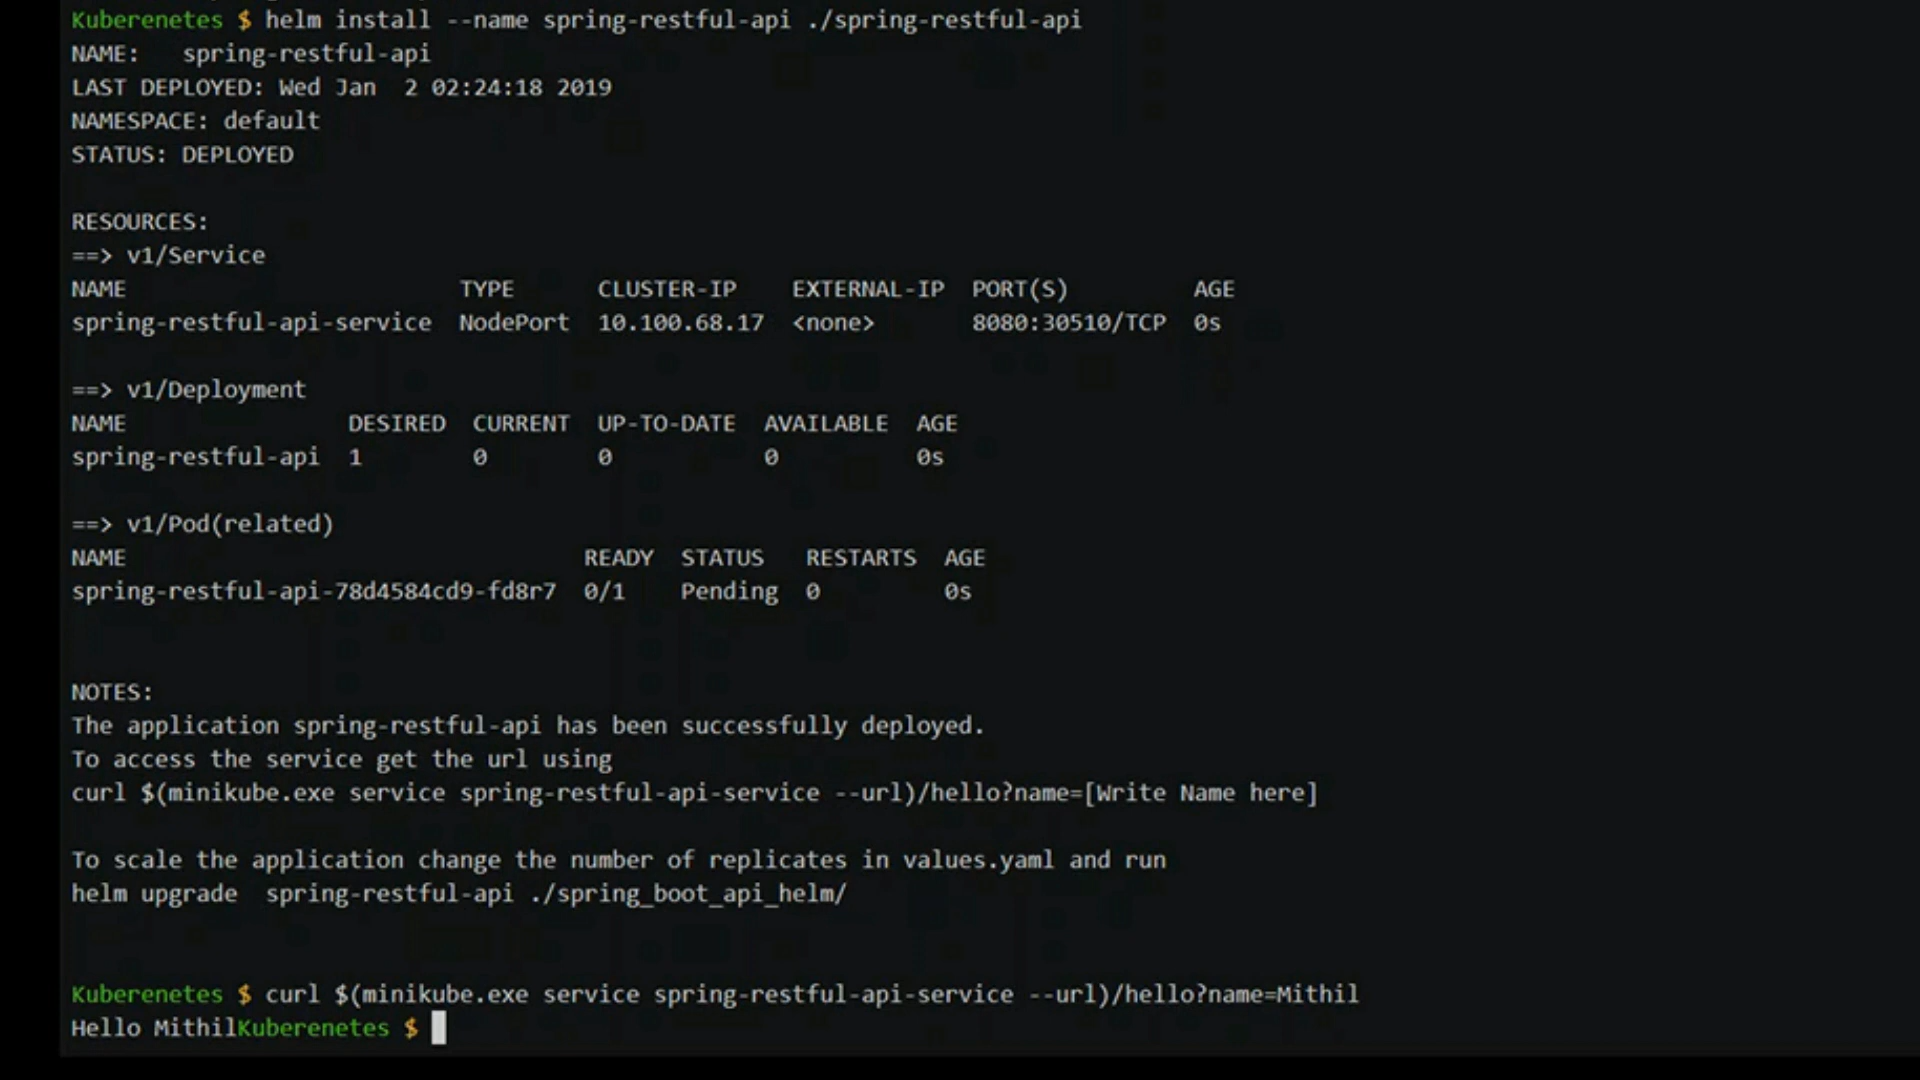 Kuberenetes $ helm install --name spring-restful-api ./spring-restful-api
NAME:   spring-restful-api
LAST DEPLOYED: Wed Jan  2 02:24:18 2019
NAMESPACE: default
STATUS: DEPLOYED
RESOURCES:
==> v1/Service
NAME                        TYPE      CLUSTER-IP    EXTERNAL-IP  PORT(S)         AGE
spring-restful-api-service  NodePort  10.100.68.17  <none>       8080:30510/TCP  0s
==> v1/Deployment
NAME                DESIRED  CURRENT  UP-TO-DATE  AVAILABLE  AGE
spring-restful-api  1        0        0           0          0s
==> v1/Pod(related)
NAME                                 READY  STATUS   RESTARTS  AGE
spring-restful-api-78d4584cd9-fd8r7  0/1    Pending  0         0s
NOTES:
The application spring-restful-api has been successfully deployed.
To access the service get the url using
curl $(minikube.exe service spring-restful-api-service --url)/hello?name=[Write Name here]
To scale the application change the number of replicates in values.yaml and run
helm upgrade  spring-restful-api ./spring_boot_api_helm/
Kuberenetes $ curl $(minikube.exe service spring-restful-api-service --url)/hello?name=Mithil
Hello MithilKuberenetes $